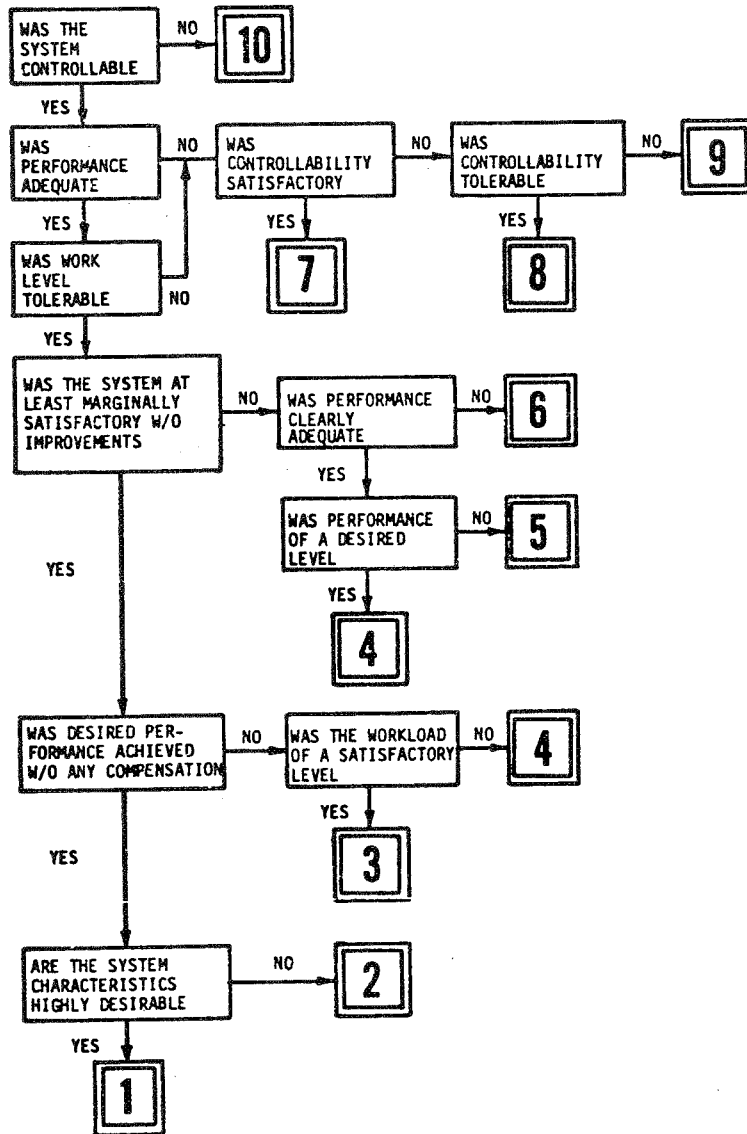 WAS THE
SYSTEM
CONTROLLABLE
NO
10
YES
WAS
PERFORMANCE
ADEQUATE
NO
WAS
CONTROLLABILITY
SATISFACTORY
NO
WAS
CONTROLLABILITY
TOLERABLE
NO
9
YES
YES
7
YES
8
WAS WORK
LEVEL
TOLERABLE
NO
YES
WAS THE SYSTEM AT
LEAST MARGINALLY
SATISFACTORY W/O
IMPROVEMENTS
NO
WAS PERFORMANCE
CLEARLY
ADEQUATE
NO
6
YES
WAS PERFORMANCE
OF A DESIRED
LEVEL
NO
5
YES
4
YES
WAS DESIRED PER-
FORMANCE ACHIEVED
W/O ANY COMPENSATION
NO
WAS THE WORKLOAD
OF A SATISFACTORY
LEVEL
NO
4
YES
3
YES
ARE THE SYSTEM
CHARACTERISTICS
HIGHLY DESIRABLE
NO
2
YES
1